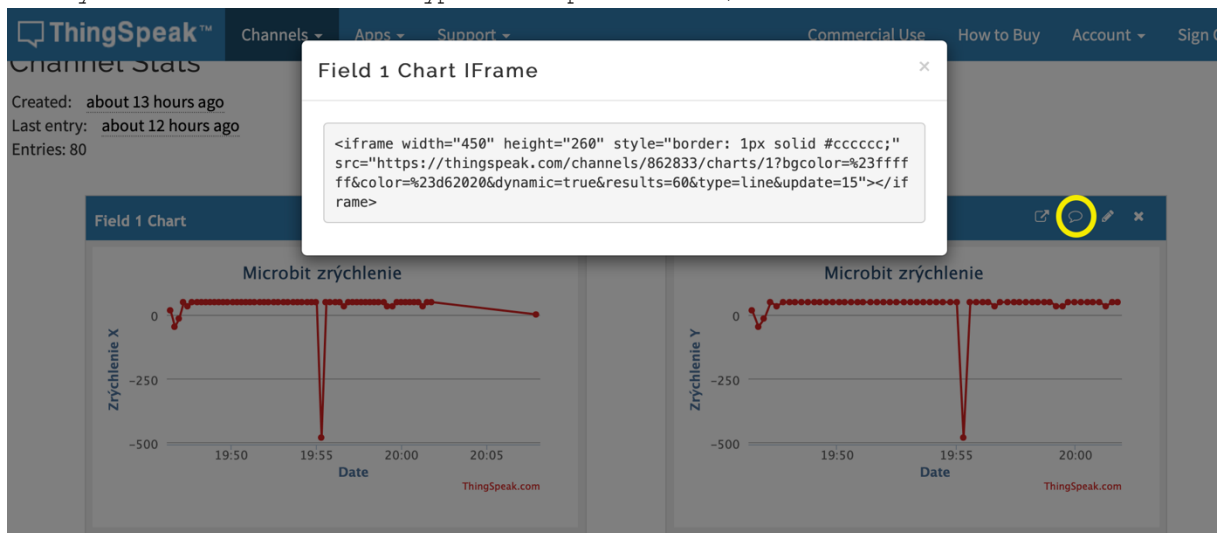 ThingSpeak™ Channels Apps Support Commercial Use How to Buy Account Sign
Channel Stats
Created: about 13 hours ago
Last entry: about 12 hours ago
Entries: 80
Field 1 Chart IFrame
×
<iframe width="450" height="260" style="border: 1px solid #cccccc;"
src="https://thingspeak.com/channels/862833/charts/1?bgcolor=%23ffff
ff&color=%23d62020&dynamic=true&results=60&type=line&update=15"></if
rame>
Field 1 Chart
Microbit zrýchlenie
Zrýchlenie X
0
-250
-500
19:50 19:55 20:00 20:05
Date
ThingSpeak.com
Microbit zrýchlenie
Zrýchlenie Y
0
-250
-500
19:50 19:55 20:00
Date
ThingSpeak.com